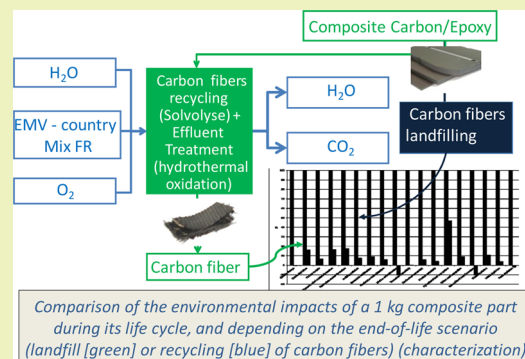 Composite Carbon/Epoxy
H₂O
EMV - country
Mix FR
O₂
Carbon fibers
recycling
(Solvolyse) +
Effluent
Treatment
(hydrothermal
oxidation)
H₂O
CO₂
Carbon fibers
landfilling
Carbon fiber
Comparison of the environmental impacts of a 1 kg composite part
during its life cycle, and depending on the end-of-life scenario
(landfill [green] or recycling [blue] of carbon fibers) (characterization)